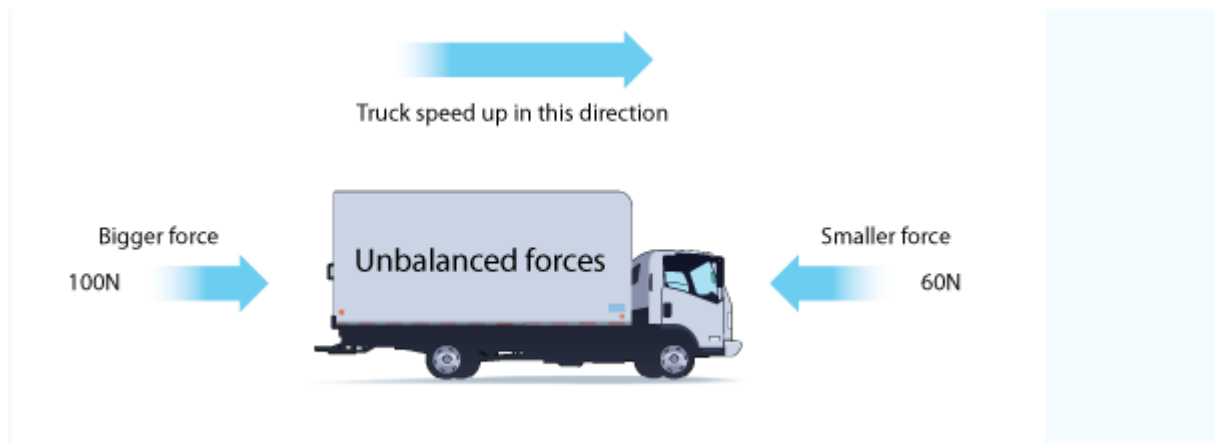 Truck speed up in this direction
Bigger force
Smaller force
Unbalanced forces
100N
60N